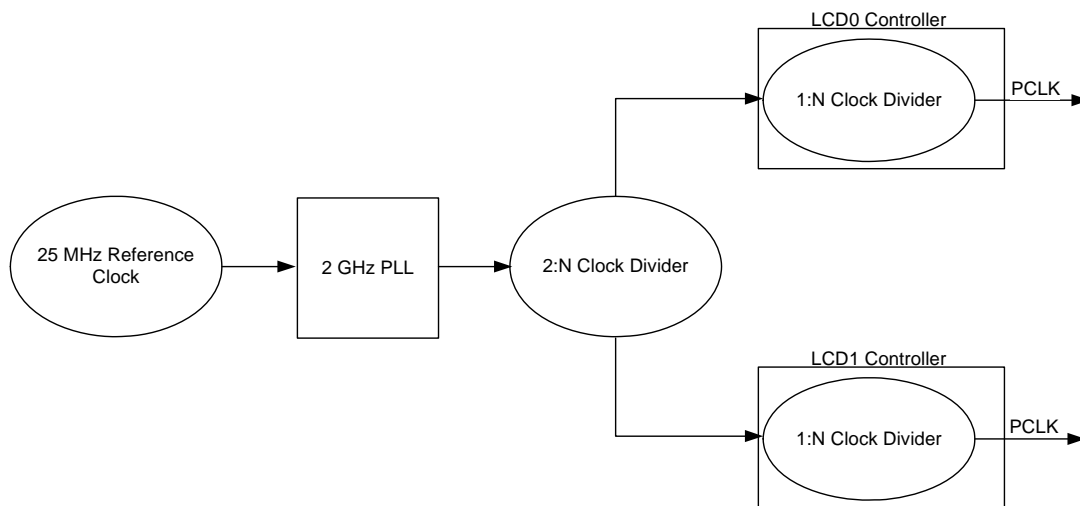 LCD0 Controller
1:N Clock Divider
PCLK
25 MHz Reference
Clock
2 GHz PLL
2:N Clock Divider
LCD1 Controller
1:N Clock Divider
PCLK